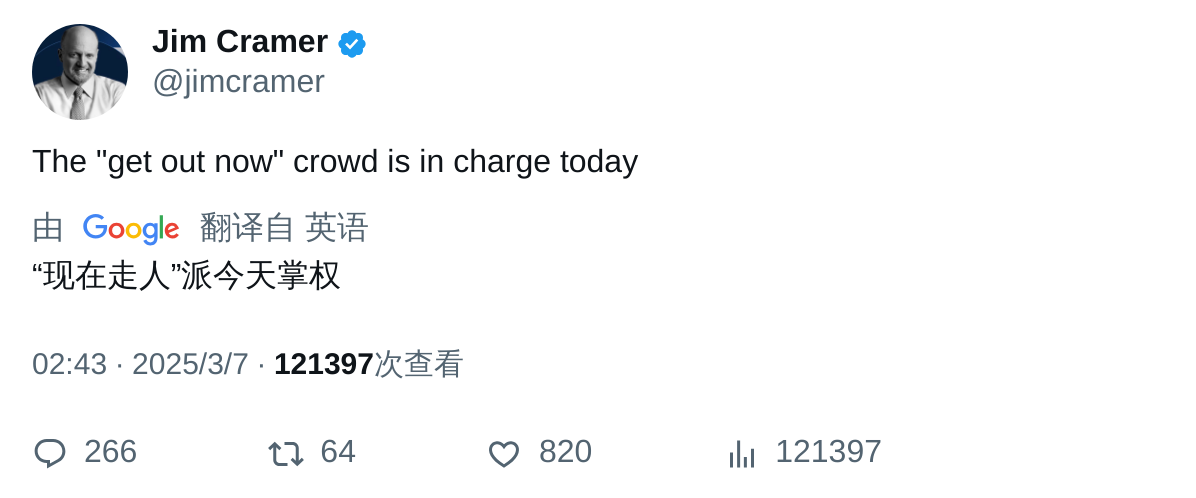 Jim Cramer
@jimcramer
The "get out now" crowd is in charge today
由 Google 翻译自 英语
“现在走人”派今天掌权
02:43 · 2025/3/7 · 121397次查看
266 64 820 121397